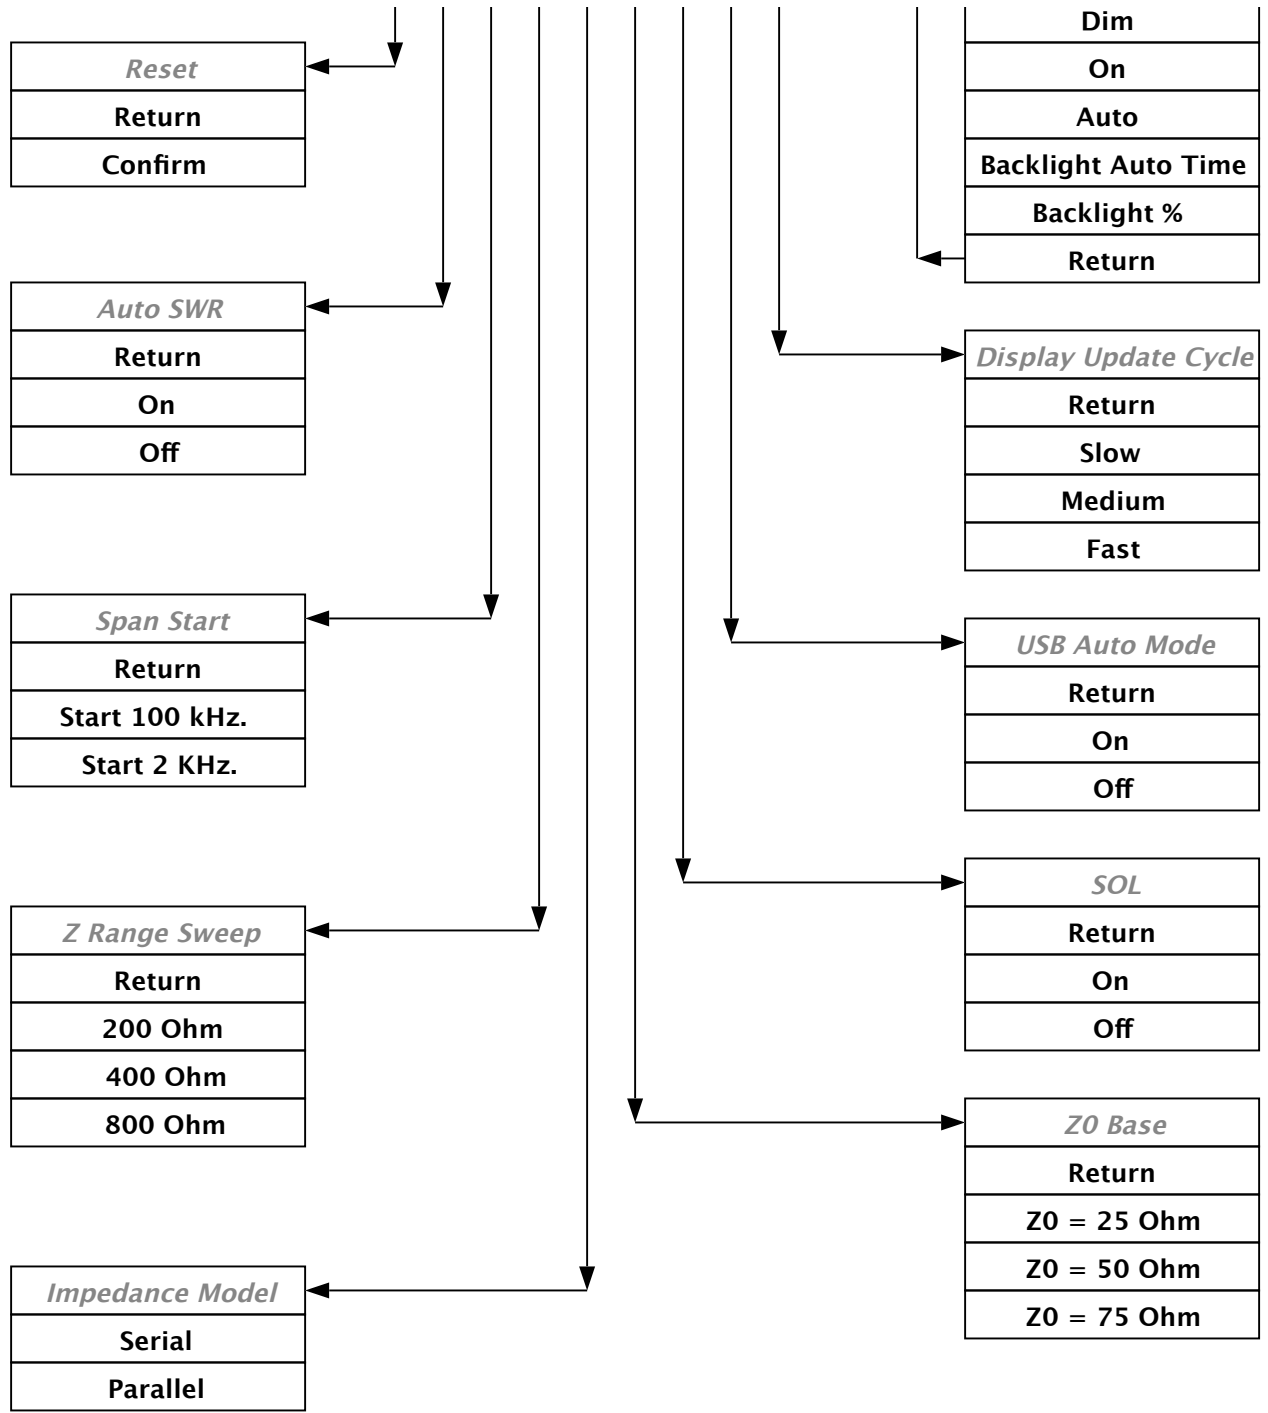 Reset
Return
Confirm
Auto SWR
Return
On
Off
Span Start
Return
Start 100 kHz.
Start 2 KHz.
Z Range Sweep
Return
200 Ohm
400 Ohm
800 Ohm
Impedance Model
Serial
Parallel
Dim
On
Auto
Backlight Auto Time
Backlight %
Return
Display Update Cycle
Return
Slow
Medium
Fast
USB Auto Mode
Return
On
Off
SOL
Return
On
Off
Z0 Base
Return
Z0 = 25 Ohm
Z0 = 50 Ohm
Z0 = 75 Ohm